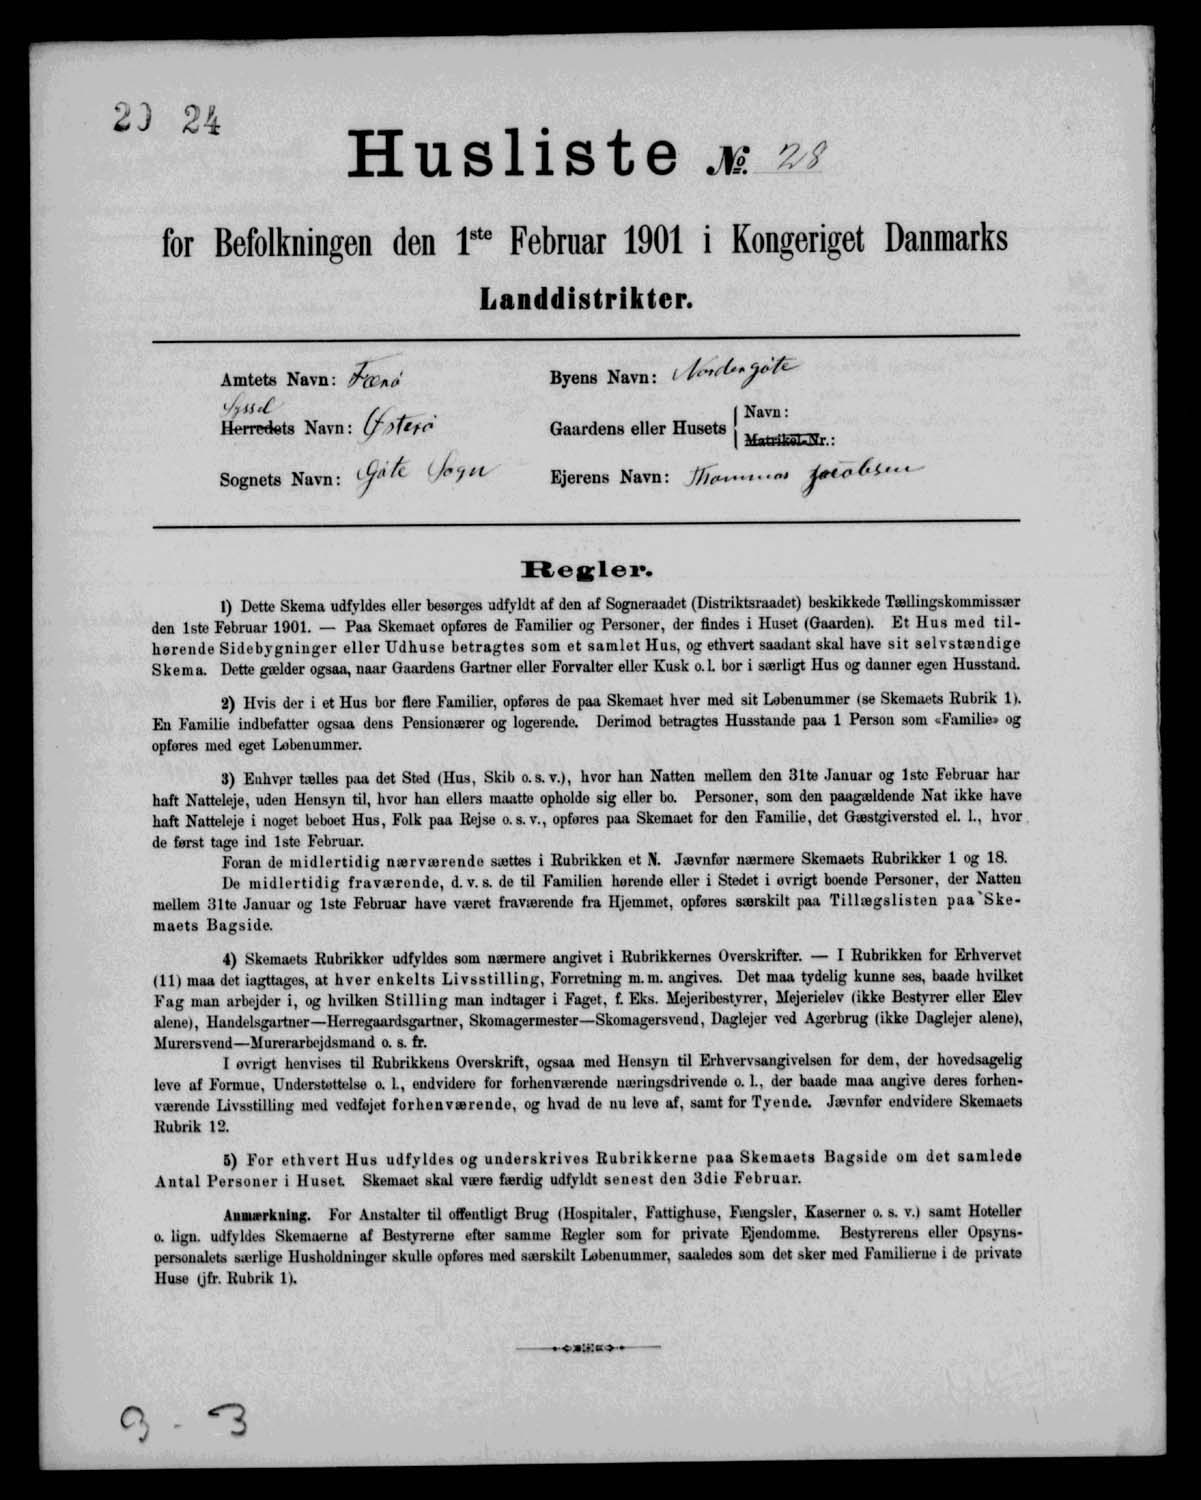 20 24
Husliste No. 28
for Befolkningen den 1ste Februar 1901 i Kongeriget Danmarks
Landdistrikter.
Amtets Navn: Færø
Byens Navn: Nordergøte
Syssel
Herredets Navn: Østerø
Gaardens eller Husets
Navn:
Matrikel-Nr.:
Sognets Navn: Gøte Sogn
Ejerens Navn: Thommas Jacobsen
Regler.
1) Dette Skema udfyldes eller besørges udfyldt af den af Sogneraadet (Distriktsraadet) beskikkede Tællingskommissær
den 1ste Februar 1901. — Paa Skemaet opføres de Familier og Personer, der findes i Huset (Gaarden). Et Hus med til-
hørende Sidebygninger eller Udhuse betragtes som et samlet Hus, og ethvert saadant skal have sit selvstændige
Skema. Dette gælder ogsaa, naar Gaardens Gartner eller Forvalter eller Kusk o. l. bor i særligt Hus og danner egen Husstand.
2) Hvis der i et Hus bor flere Familier, opføres de paa Skemaet hver med sit Løbenummer (se Skemaets Rubrik 1).
En Familie indbefatter ogsaa dens Pensionærer og logerende. Derimod betragtes Husstande paa 1 Person som «Familie» og
opføres med eget Løbenummer.
3) Enhver tælles paa det Sted (Hus, Skib o. s. v.), hvor han Natten mellem den 31te Januar og 1ste Februar har
haft Natteleje, uden Hensyn til, hvor han ellers maatte opholde sig eller bo. Personer, som den paagældende Nat ikke have
haft Natteleje i noget beboet Hus, Folk paa Rejse o. s. v., opføres paa Skemaet for den Familie, det Gæstgiversted el. l., hvor
de først tage ind 1ste Februar.
Foran de midlertidig nærværende sættes i Rubrikken et N. Jævnfør nærmere Skemaets Rubrikker 1 og 18.
De midlertidig fraværende, d. v. s. de til Familien hørende eller i Stedet i øvrigt boende Personer, der Natten
mellem 31te Januar og 1ste Februar have været fraværende fra Hjemmet, opføres særskilt paa Tillægslisten paa Ske-
maets Bagside.
4) Skemaets Rubrikker udfyldes som nærmere angivet i Rubrikkernes Overskrifter. — I Rubrikken for Erhvervet
(11) maa det iagttages, at hver enkelts Livsstilling, Forretning m. m. angives. Det maa tydelig kunne ses, baade hvilket
Fag man arbejder i, og hvilken Stilling man indtager i Faget, f. Eks. Mejeribestyrer, Mejerielev (ikke Bestyrer eller Elev
alene), Handelsgartner—Herregaardsgartner, Skomagermester—Skomagersvend, Daglejer ved Agerbrug (ikke Daglejer alene),
Murersvend—Murerarbejdsmand o. s. fr.
I øvrigt henvises til Rubrikkens Overskrift, ogsaa med Hensyn til Erhvervsangivelsen for dem, der hovedsagelig
leve af Formue, Understøttelse o. l., endvidere for forhenværende næringsdrivende o. l., der baade maa angive deres forhen-
værende Livsstilling med vedføjet forhenværende, og hvad de nu leve af, samt for Tyende. Jævnfør endvidere Skemaets
Rubrik 12.
5) For ethvert Hus udfyldes og underskrives Rubrikkerne paa Skemaets Bagside om det samlede
Antal Personer i Huset. Skemaet skal være færdig udfyldt senest den 3die Februar.
Anmærkning. For Anstalter til offentligt Brug (Hospitaler, Fattighuse, Fængsler, Kaserner o. s. v.) samt Hoteller
o. lign. udfyldes Skemaerne af Bestyrerne efter samme Regler som for private Ejendomme. Bestyrerens eller Opsyns-
personalets særlige Husholdninger skulle opføres med særskilt Løbenummer, saaledes som det sker med Familierne i de private
Huse (jfr. Rubrik 1).
3 - 3